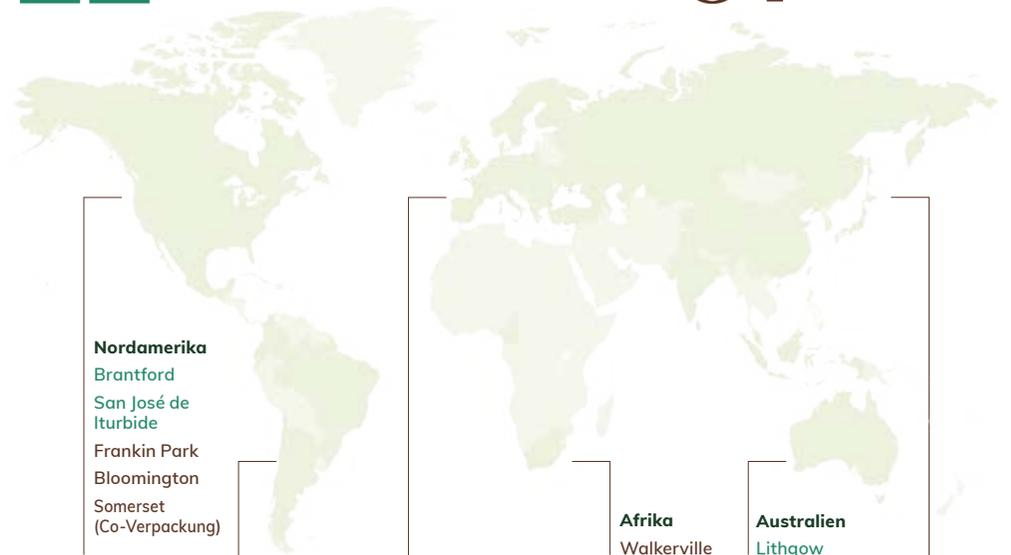 Nordamerika
Brantford
San José de
Iturbide
Frankin Park
Bloomington
Somerset
(Co-Verpackung)
Afrika
Walkerville
Australien
Lithgow